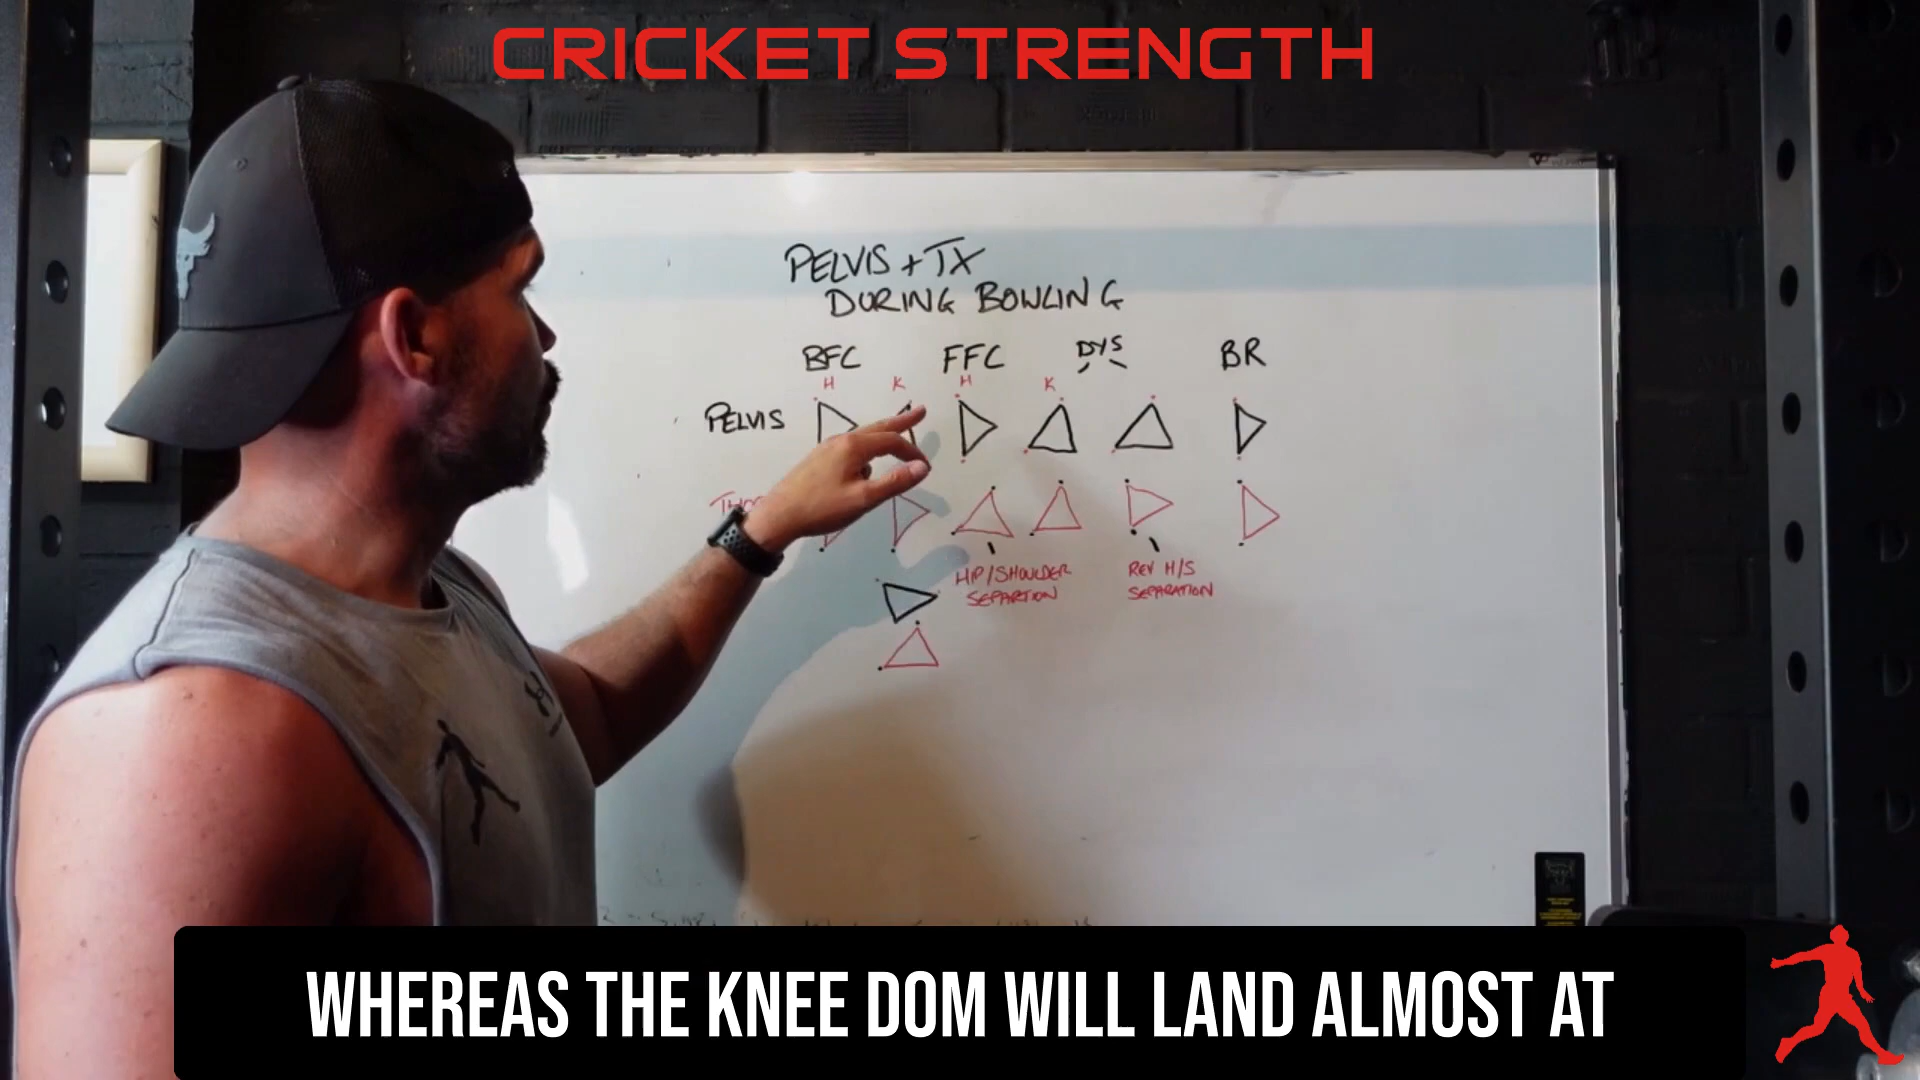 CRICKET STRENGTH
PELVIS + TX
DURING BOWLING
BFC FFC DYS BR
H K H K
PELVIS
HIP/SHOULDER
SEPARTION
REV H/S
SEPARATION
WHEREAS THE KNEE DOM WILL LAND ALMOST AT